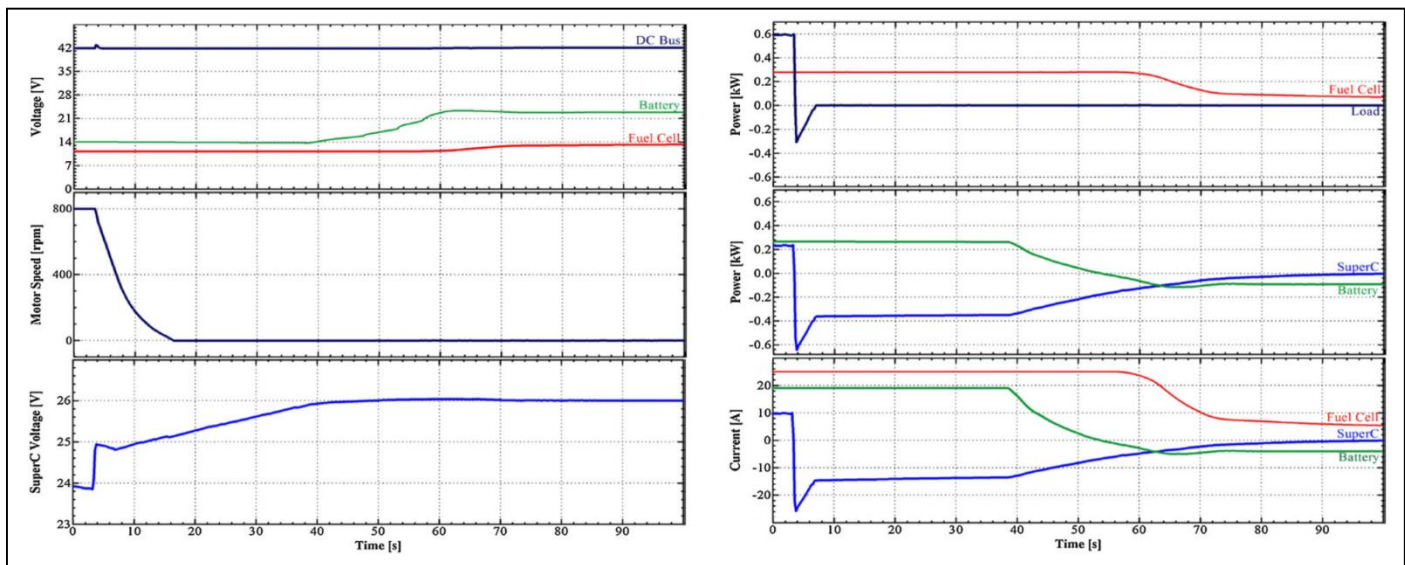 42
35
28
21
14
7
0
Voltage [V]
DC Bus
Battery
Fuel Cell
800
400
0
Motor Speed [rpm]
26
25
24
23
SuperC Voltage [V]
0 10 20 30 40 50 60 70 80 90
Time [s]
0.6
0.4
0.2
0.0
-0.2
-0.4
-0.6
Power [kW]
Fuel Cell
Load
0.6
0.4
0.2
0.0
-0.2
-0.4
-0.6
Power [kW]
SuperC
Battery
20
10
0
-10
-20
Current [A]
Fuel Cell
SuperC
Battery
0 10 20 30 40 50 60 70 80 90
Time [s]